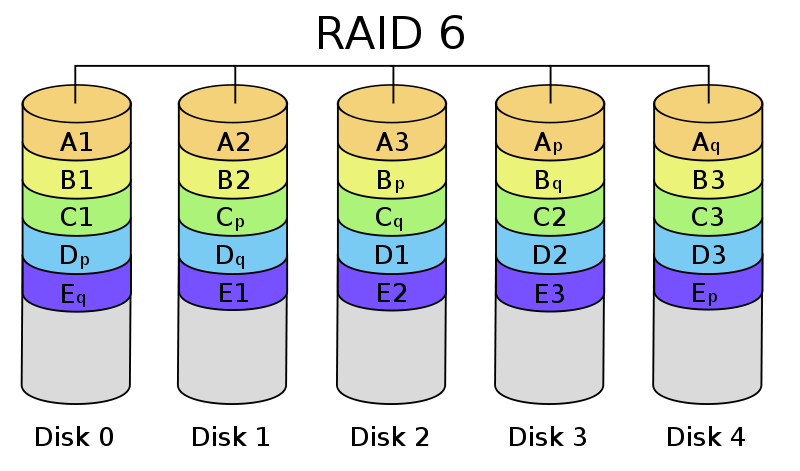 RAID 6
A1 A2 A3 Ap Aq
B1 B2 Bp Bq B3
C1 Cp Cq C2 C3
Dp Dq D1 D2 D3
Eq E1 E2 E3 Ep
Disk 0 Disk 1 Disk 2 Disk 3 Disk 4